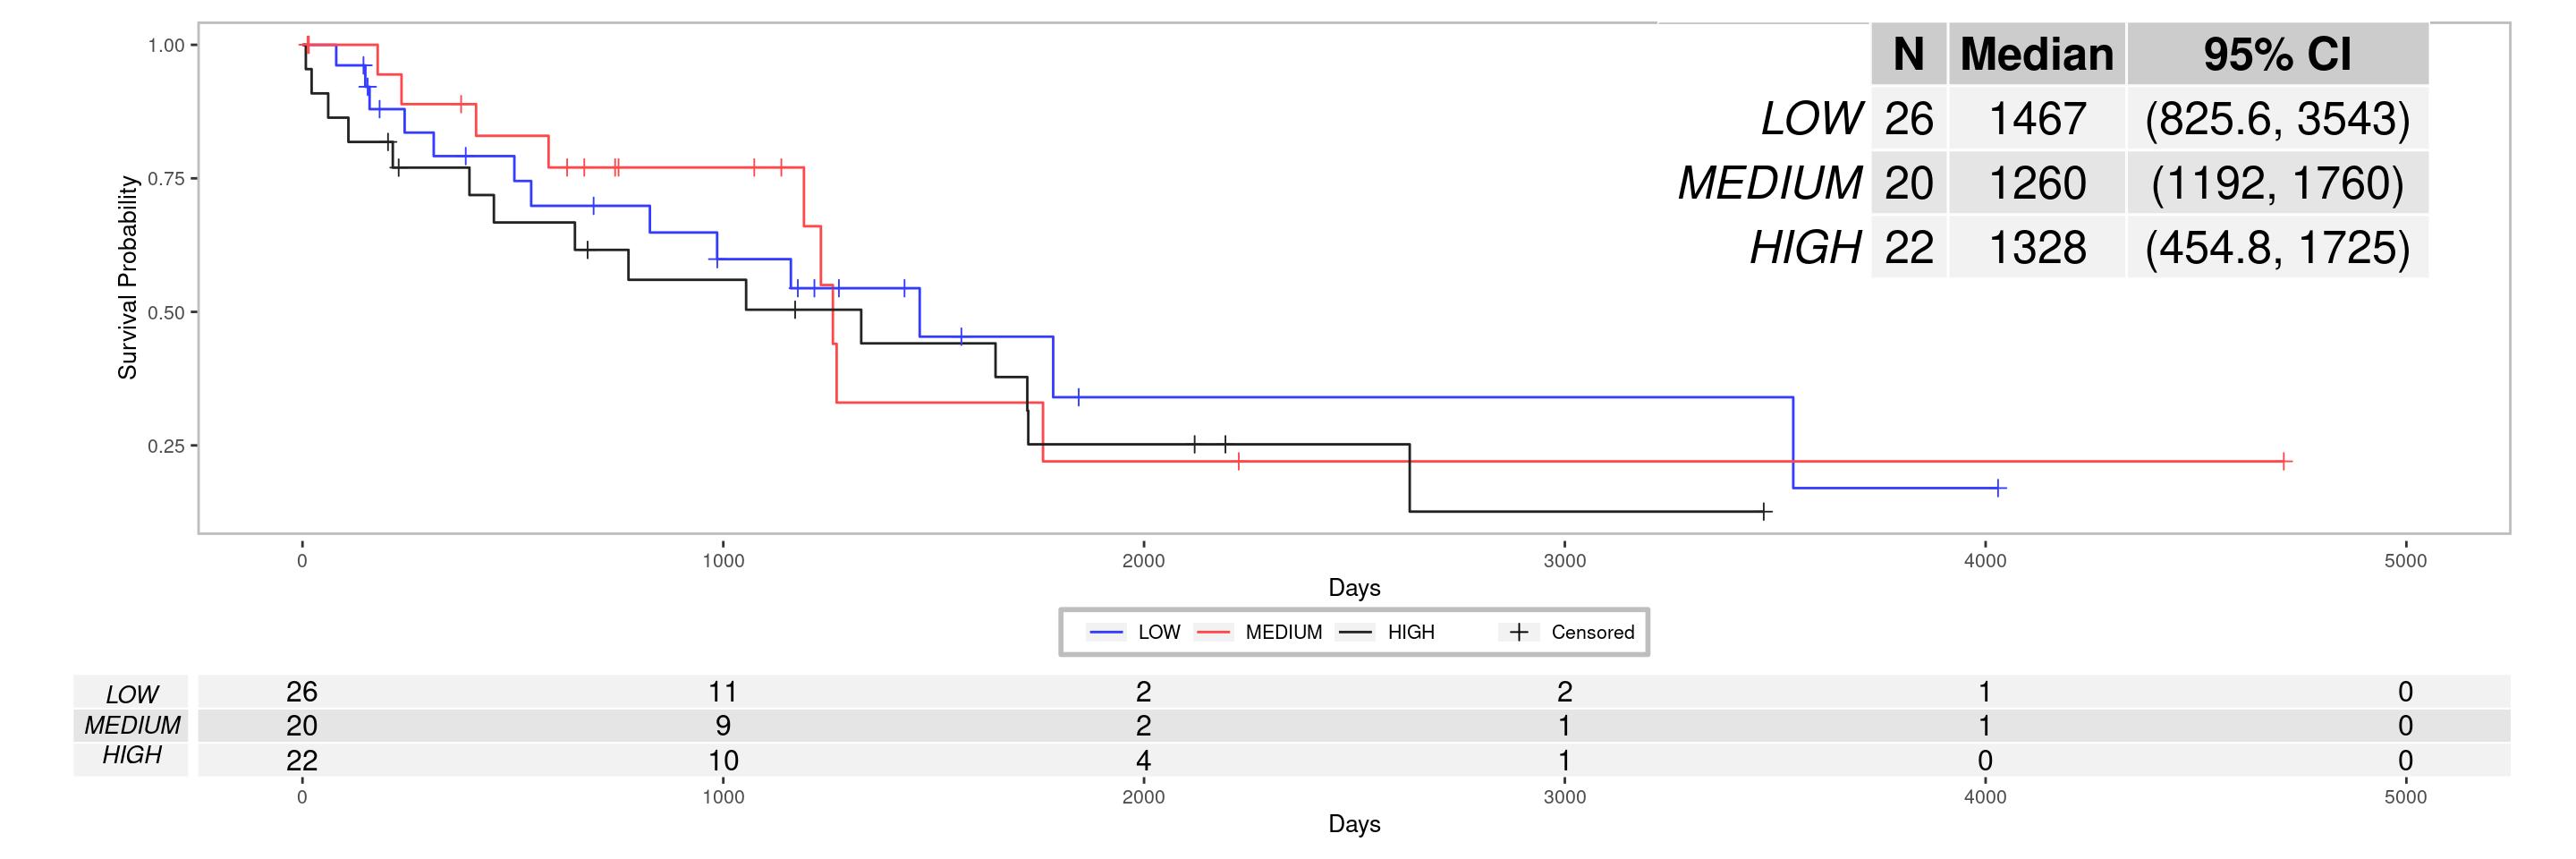 N Median 95% CI
LOW 26 1467 (825.6, 3543)
MEDIUM 20 1260 (1192, 1760)
HIGH 22 1328 (454.8, 1725)
Survival Probability
1.00
0.75
0.50
0.25
0 1000 2000 3000 4000 5000
Days
LOW MEDIUM HIGH Censored
LOW 26 11 2 2 1 0
MEDIUM 20 9 2 1 1 0
HIGH 22 10 4 1 0 0
0 1000 2000 3000 4000 5000
Days